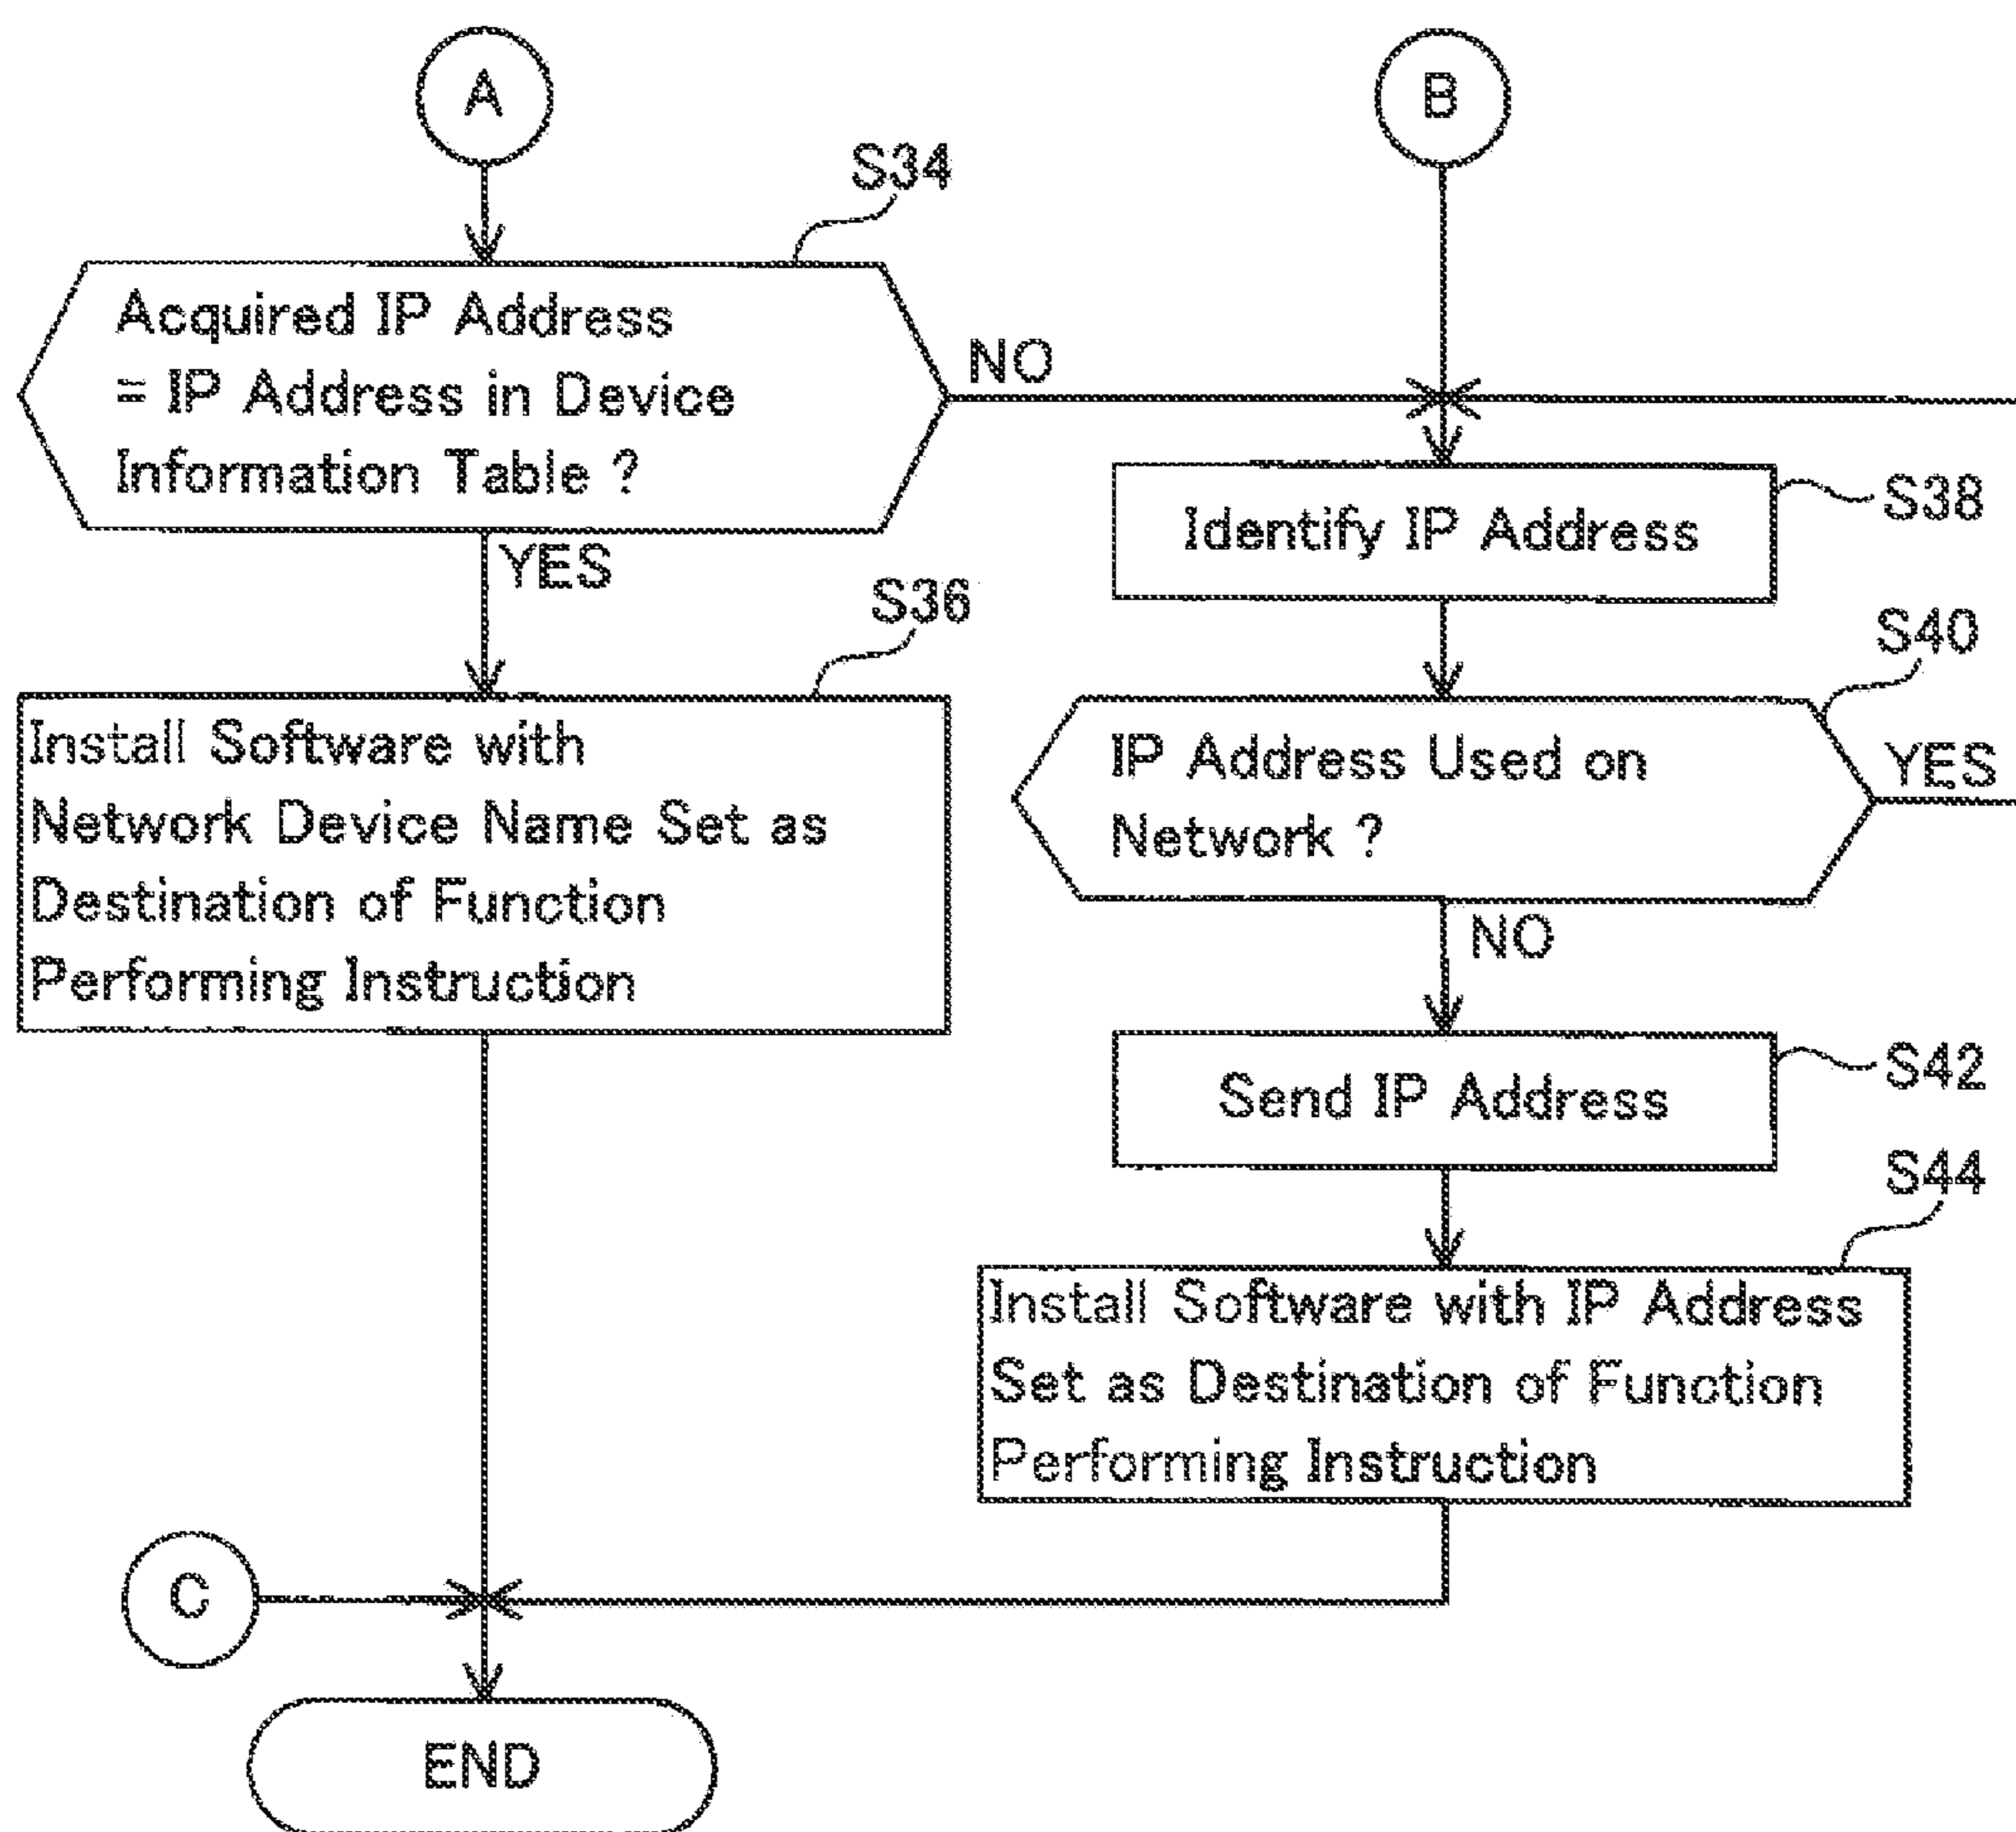 A
B
S34
Acquired IP Address
= IP Address in Device
Information Table ?
NO
YES
S36
Install Software with
Network Device Name Set as
Destination of Function
Performing Instruction
Identify IP Address
S38
S40
IP Address Used on
Network ?
YES
NO
Send IP Address
S42
S44
Install Software with IP Address
Set as Destination of Function
Performing Instruction
C
END